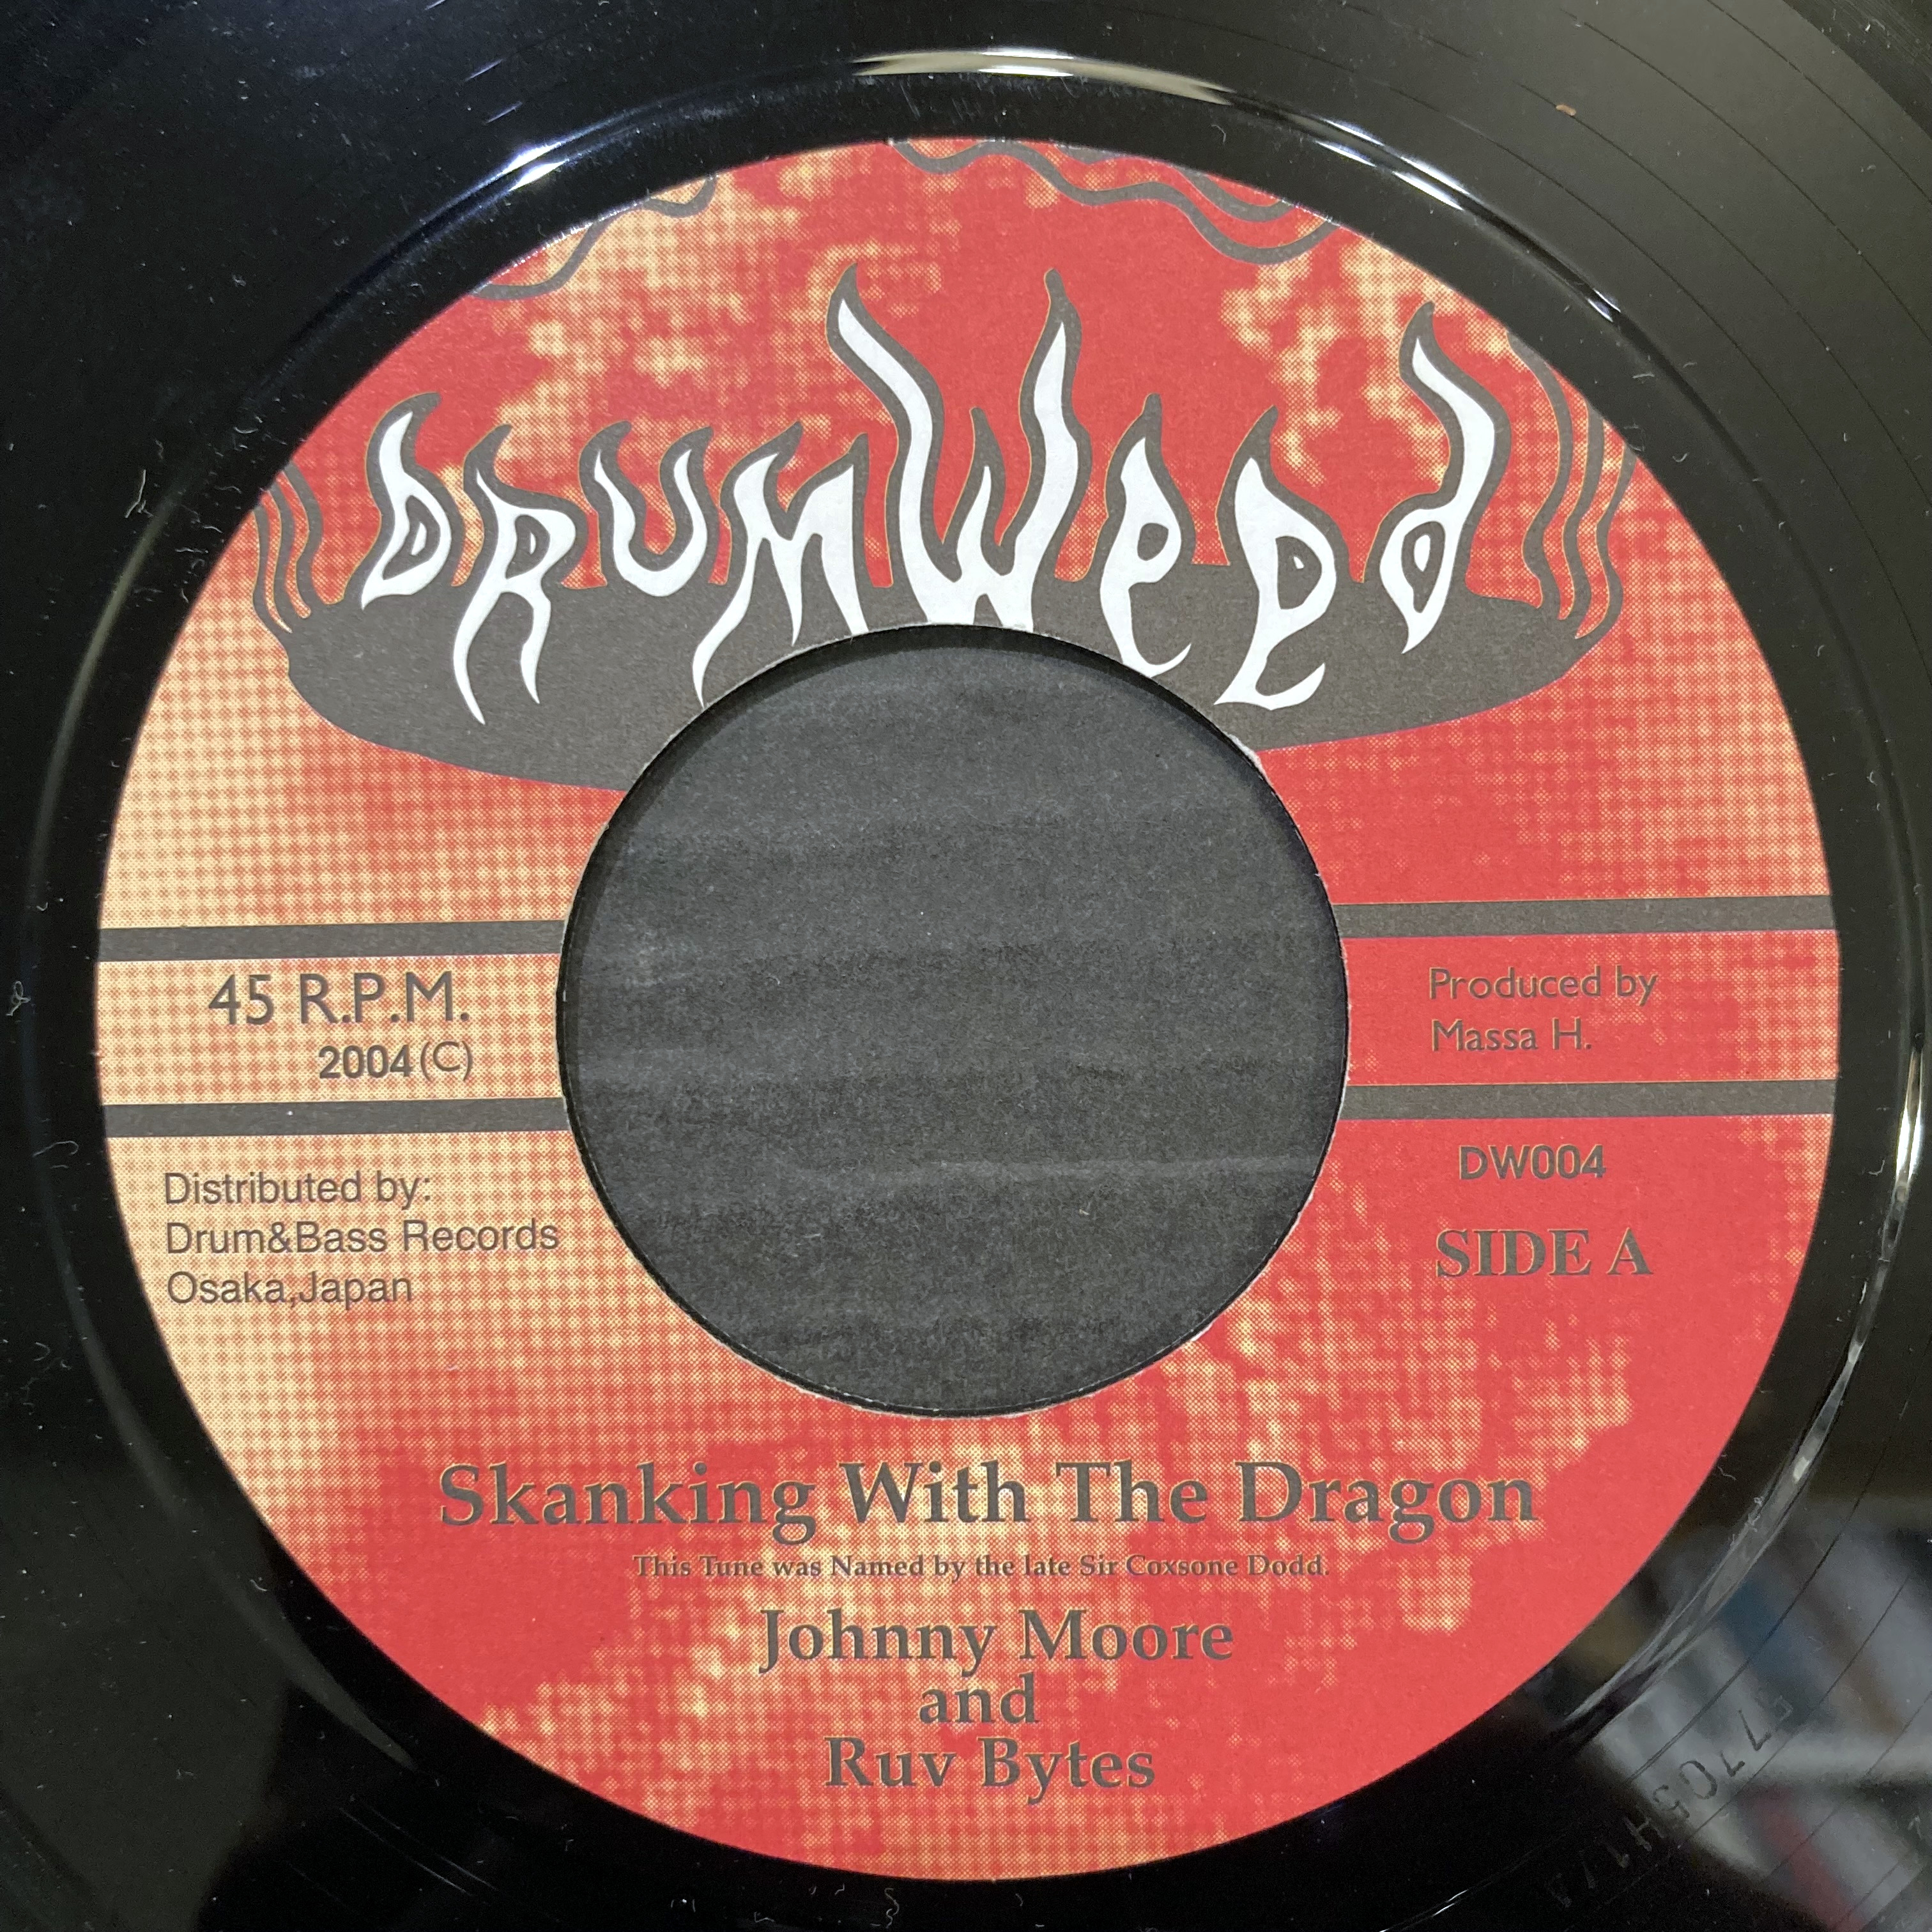 DRUMWeed
45 R.P.M.
2004 (C)
Produced by
Massa H.
Distributed by:
Drum&Bass Records
Osaka,Japan
DW004
SIDE A
Skanking With The Dragon
This Tune was Named by the late Sir Coxsone Dodd.
Johnny Moore
and
Ruv Bytes